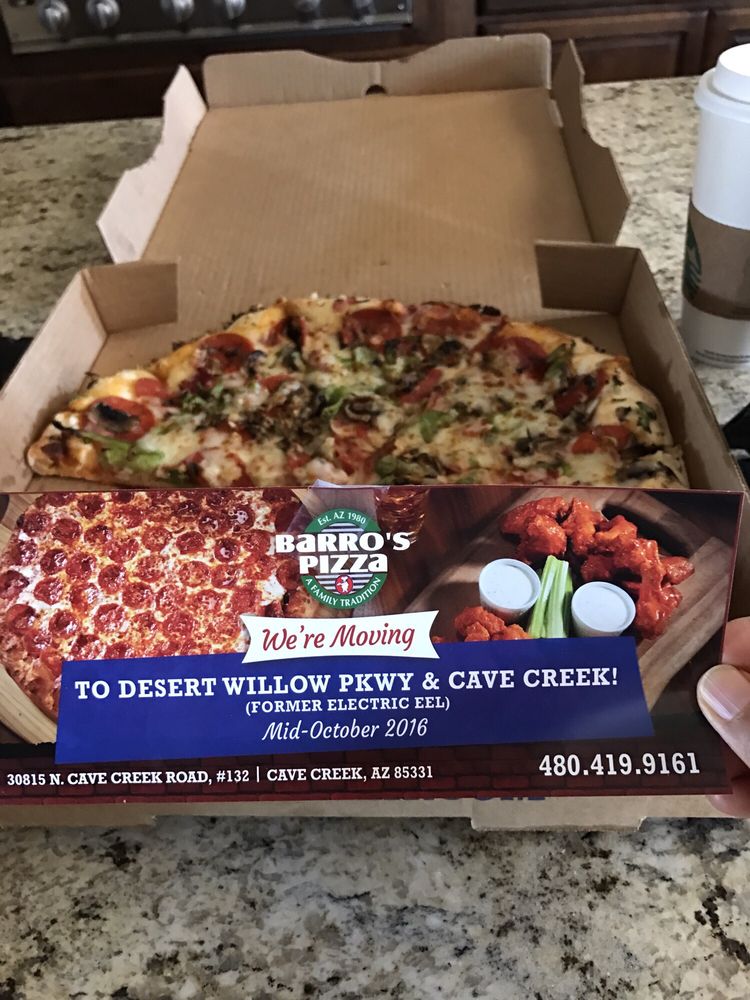 Est. AZ 1980
BARRO'S
PIZZA
A FAMILY TRADITION
We're Moving
TO DESERT WILLOW PKWY & CAVE CREEK!
(FORMER ELECTRIC EEL)
Mid-October 2016
30815 N. CAVE CREEK ROAD, #132 | CAVE CREEK, AZ 85331
480.419.9161